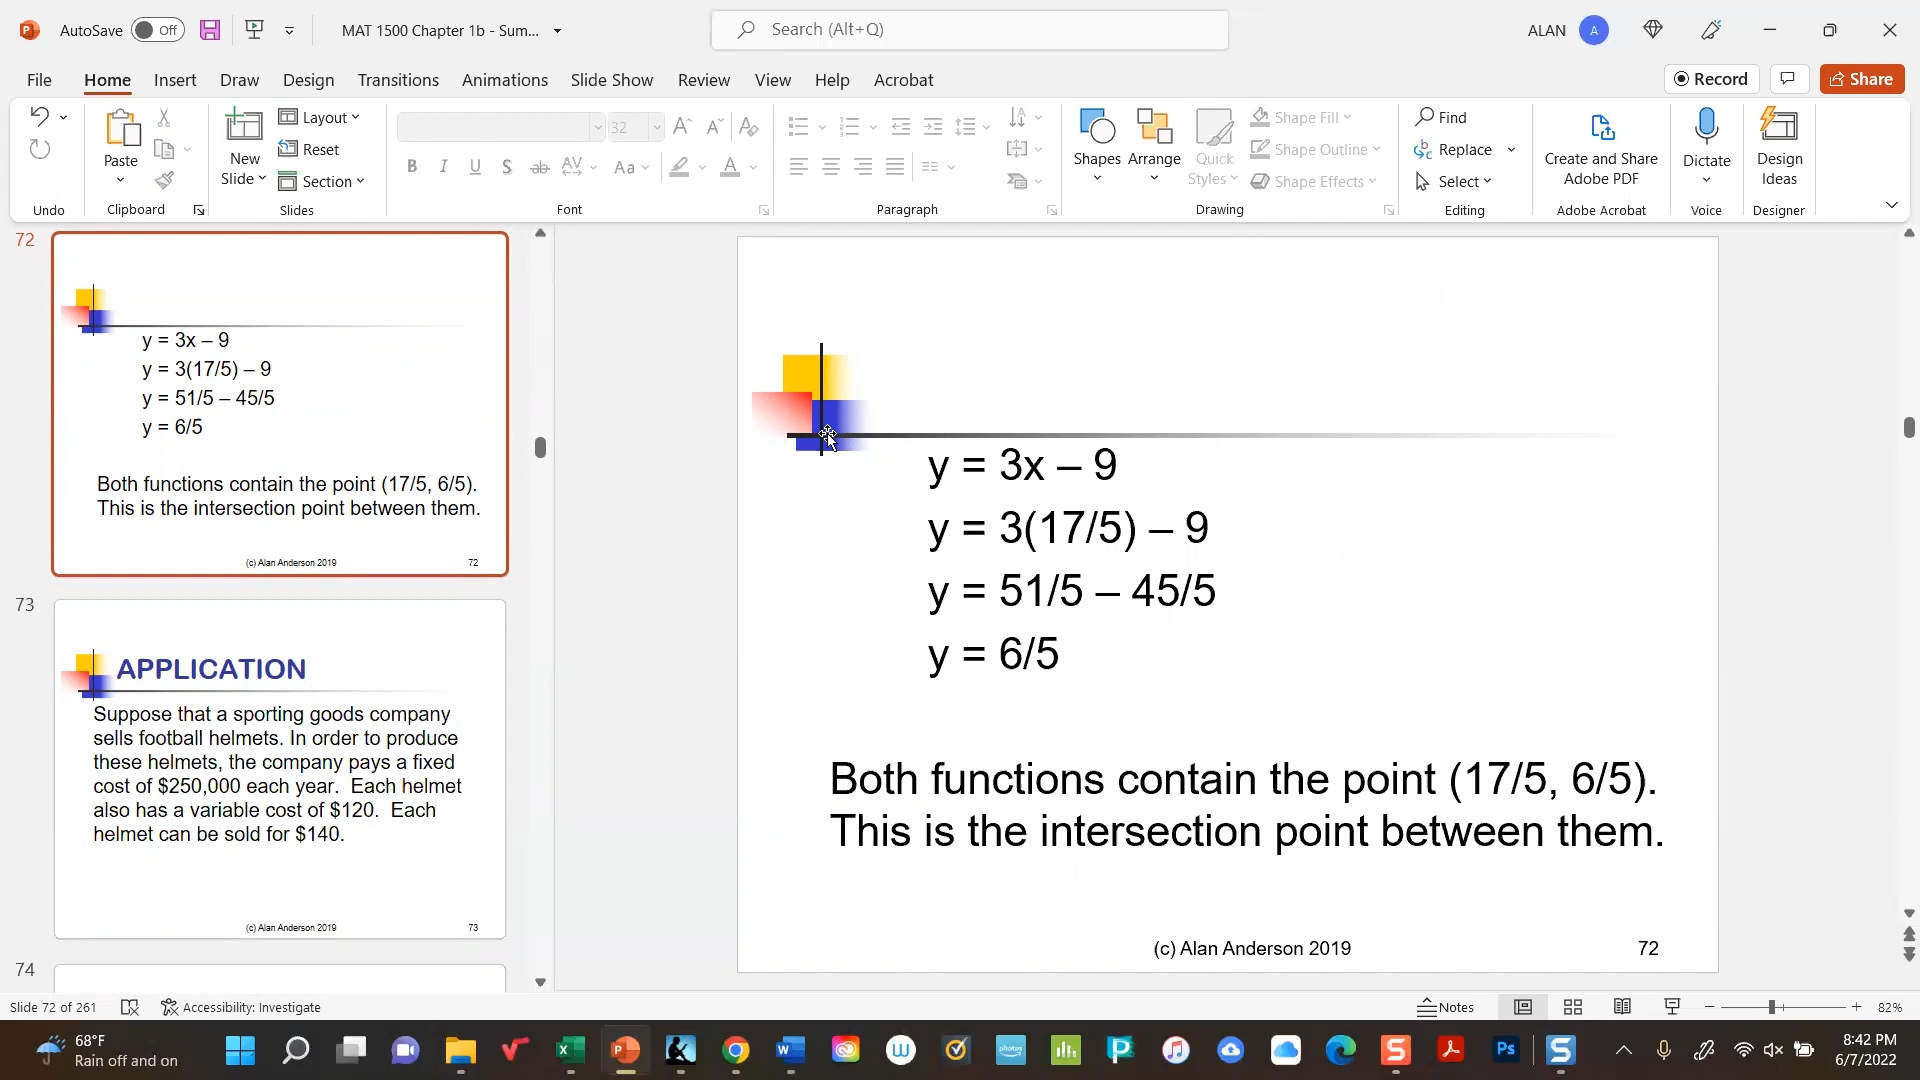 AutoSave Off MAT 1500 Chapter 1b - Sum... Search (Alt+Q) ALAN A
File Home Insert Draw Design Transitions Animations Slide Show Review View Help Acrobat Record Share
Undo
Paste
Clipboard
New
Slide
Layout
Reset
Section
Slides
32
Font
Paragraph
Shapes
Arrange
Quick
Styles
Shape Fill
Shape Outline
Shape Effects
Drawing
Find
Replace
Select
Editing
Create and Share
Adobe PDF
Adobe Acrobat
Dictate
Voice
Design
Ideas
Designer
72
y = 3x – 9
y = 3(17/5) – 9
y = 51/5 – 45/5
y = 6/5
Both functions contain the point (17/5, 6/5).
This is the intersection point between them.
(c) Alan Anderson 2019 72
73
APPLICATION
Suppose that a sporting goods company
sells football helmets. In order to produce
these helmets, the company pays a fixed
cost of $250,000 each year. Each helmet
also has a variable cost of $120. Each
helmet can be sold for $140.
(c) Alan Anderson 2019 73
74
y = 3x – 9
y = 3(17/5) – 9
y = 51/5 – 45/5
y = 6/5
Both functions contain the point (17/5, 6/5).
This is the intersection point between them.
(c) Alan Anderson 2019 72
Slide 72 of 261 Accessibility: Investigate Notes 82%
68°F
Rain off and on
8:42 PM
6/7/2022